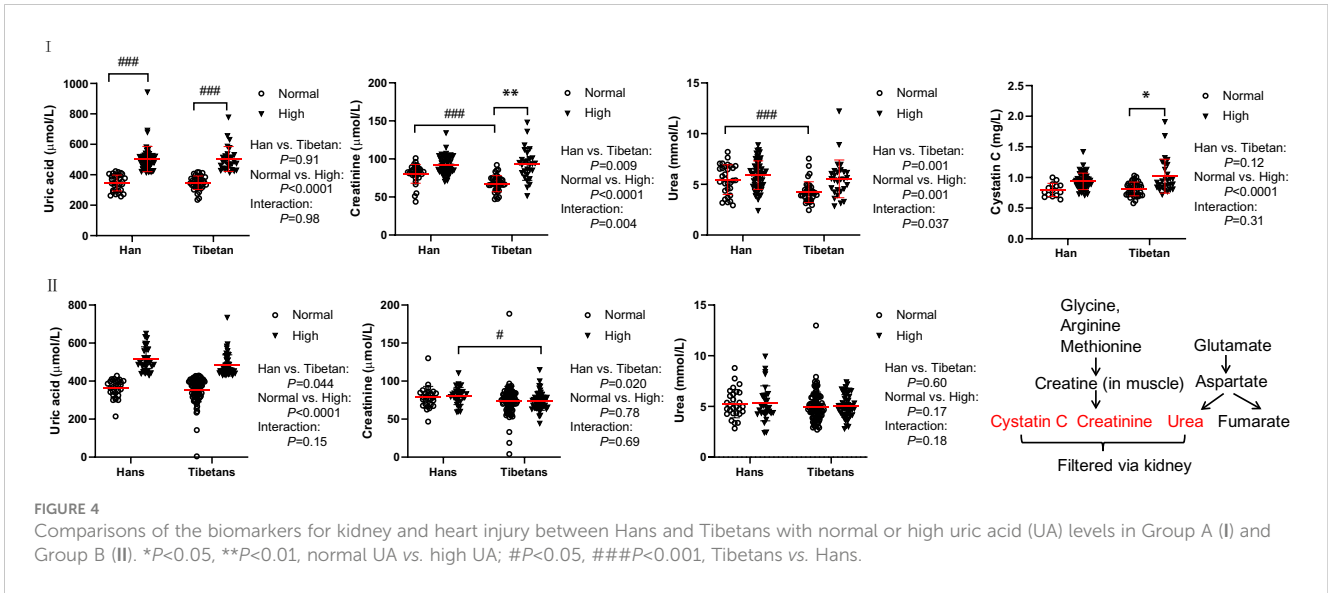 I
###
###
Normal
High
Uric acid (μmol/L)
1000
800
600
400
200
0
Han
Tibetan
Han vs. Tibetan:
P=0.91
Normal vs. High:
P<0.0001
Interaction:
P=0.98
###
**
Normal
High
Creatinine (μmol/L)
200
150
100
50
0
Han
Tibetan
Han vs. Tibetan:
P=0.009
Normal vs. High:
P<0.0001
Interaction:
P=0.004
###
Normal
High
Urea (mmol/L)
15
10
5
0
Han
Tibetan
Han vs. Tibetan:
P=0.001
Normal vs. High:
P=0.001
Interaction:
P=0.037
*
Normal
High
Cystatin C (mg/L)
2.5
2.0
1.5
1.0
0.5
0.0
Han
Tibetan
Han vs. Tibetan:
P=0.12
Normal vs. High:
P<0.0001
Interaction:
P=0.31
II
Normal
High
Uric acid (μmol/L)
800
600
400
200
0
Hans
Tibetans
Han vs. Tibetan:
P=0.044
Normal vs. High:
P<0.0001
Interaction:
P=0.15
#
Normal
High
Creatinine (μmol/L)
200
150
100
50
0
Hans
Tibetans
Han vs. Tibetan:
P=0.020
Normal vs. High:
P=0.78
Interaction:
P=0.69
Normal
High
Urea (mmol/L)
15
10
5
0
Hans
Tibetans
Han vs. Tibetan:
P=0.60
Normal vs. High:
P=0.17
Interaction:
P=0.18
Glycine,
Arginine
Methionine
Glutamate
Creatine (in muscle) Aspartate
Cystatin C Creatinine Urea Fumarate
Filtered via kidney
FIGURE 4
Comparisons of the biomarkers for kidney and heart injury between Hans and Tibetans with normal or high uric acid (UA) levels in Group A (I) and
Group B (II). *P<0.05, **P<0.01, normal UA vs. high UA; #P<0.05, ###P<0.001, Tibetans vs. Hans.